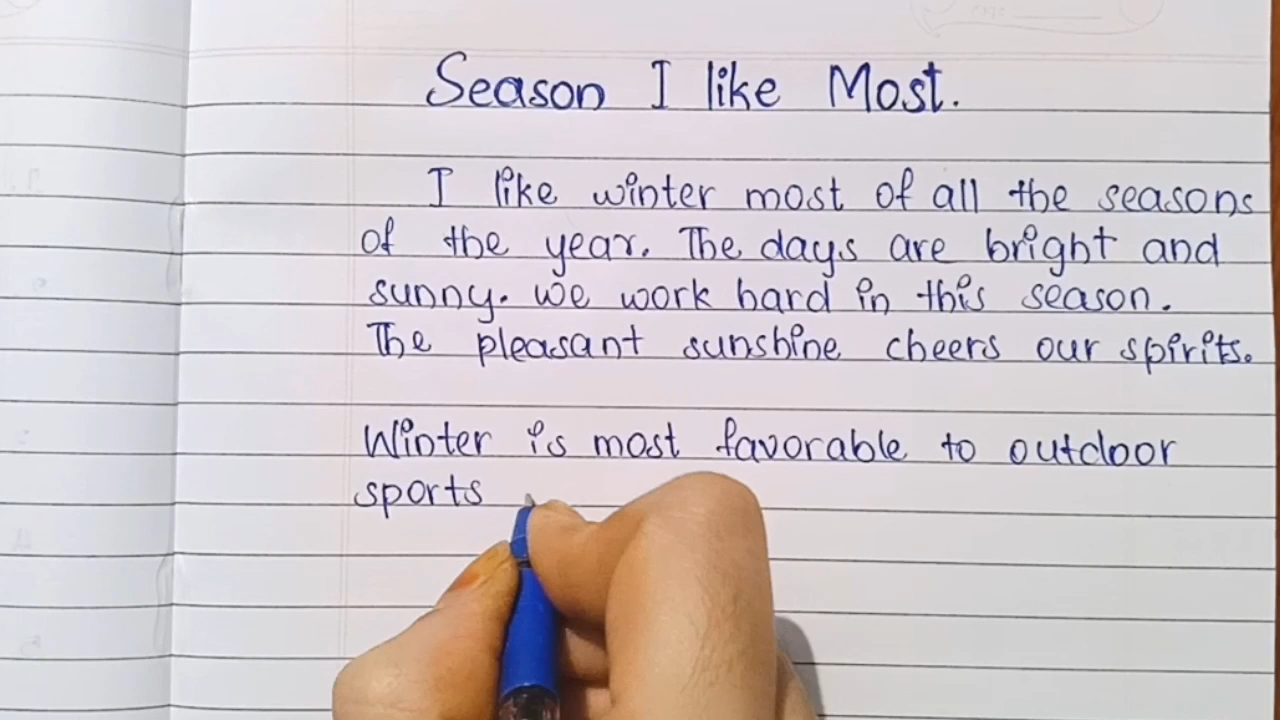 Season I like Most.
I like winter most of all the seasons
of the year. The days are bright and
sunny. we work hard in this season.
The pleasant sunshine cheers our spirits.
Winter is most favorable to outdoor
sports